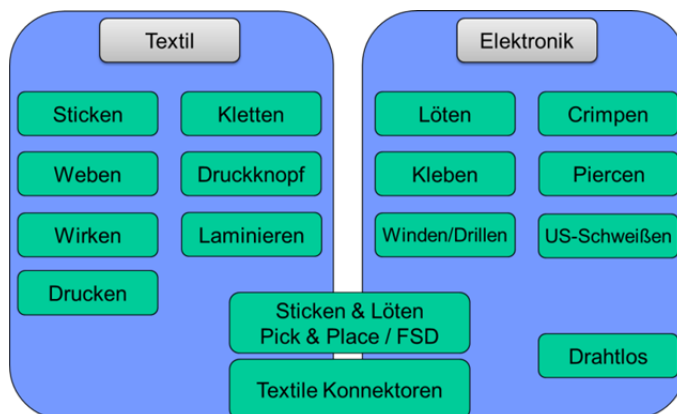 Textil
Elektronik
Sticken
Kletten
Löten
Crimpen
Weben
Druckknopf
Kleben
Piercen
Wirken
Laminieren
Winden/Drillen
US-Schweißen
Drucken
Sticken & Löten
Pick & Place / FSD
Drahtlos
Textile Konnektoren